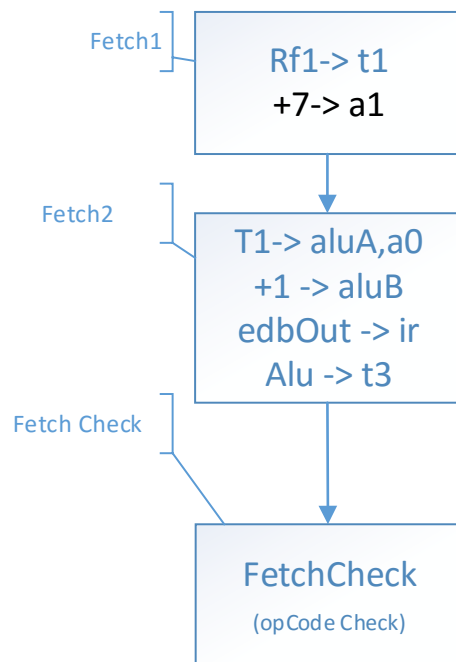 Fetch1
Rf1-> t1
+7-> a1
Fetch2
T1-> aluA,a0
+1 -> aluB
edbOut -> ir
Alu -> t3
Fetch Check
FetchCheck
(opCode Check)